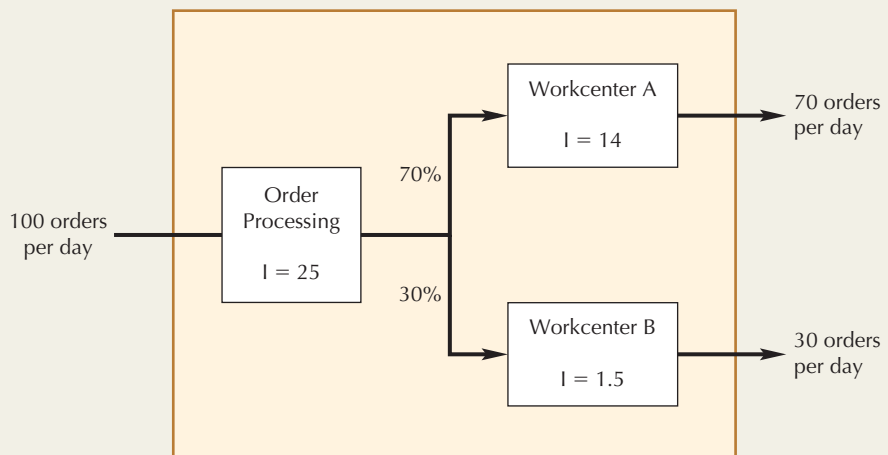 100 orders
per day
Order
Processing
I = 25
70%
30%
Workcenter A
I = 14
Workcenter B
I = 1.5
70 orders
per day
30 orders
per day